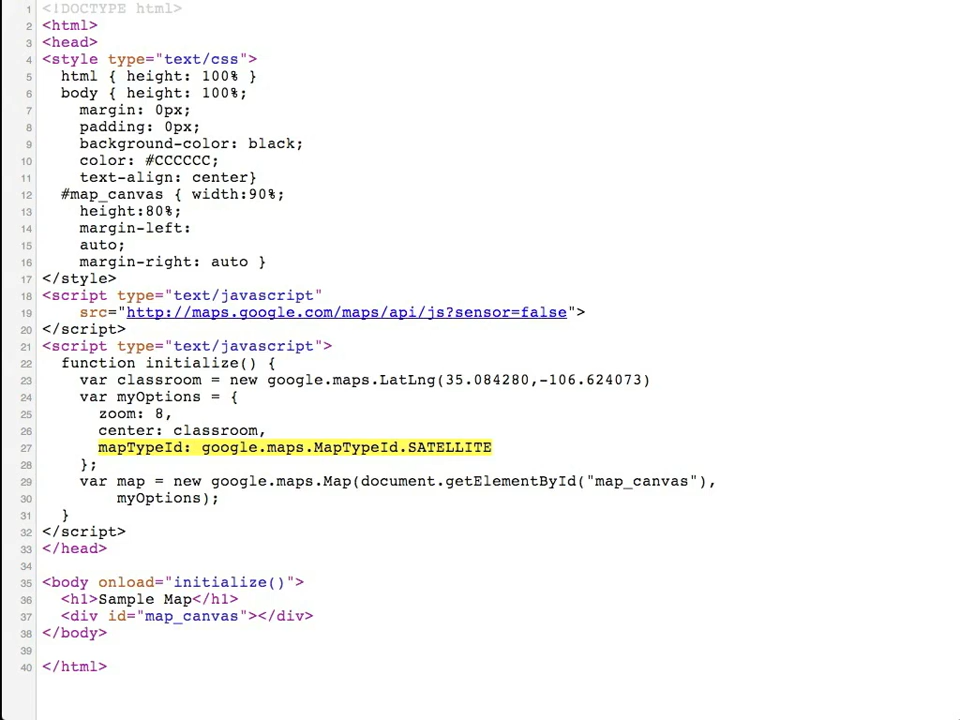 1 <!DOCTYPE html>
2 <html>
3 <head>
4 <style type="text/css">
5 html { height: 100% }
6 body { height: 100%;
7 margin: 0px;
8 padding: 0px;
9 background-color: black;
10 color: #CCCCCC;
11 text-align: center}
12 #map_canvas { width:90%;
13 height:80%;
14 margin-left:
15 auto;
16 margin-right: auto }
17 </style>
18 <script type="text/javascript"
19 src="http://maps.google.com/maps/api/js?sensor=false">
20 </script>
21 <script type="text/javascript">
22 function initialize() {
23 var classroom = new google.maps.LatLng(35.084280,-106.624073)
24 var myOptions = {
25 zoom: 8,
26 center: classroom,
27 mapTypeId: google.maps.MapTypeId.SATELLITE
28 };
29 var map = new google.maps.Map(document.getElementById("map_canvas"),
30 myOptions);
31 }
32 </script>
33 </head>
34
35 <body onload="initialize()">
36 <h1>Sample Map</h1>
37 <div id="map_canvas"></div>
38 </body>
39
40 </html>